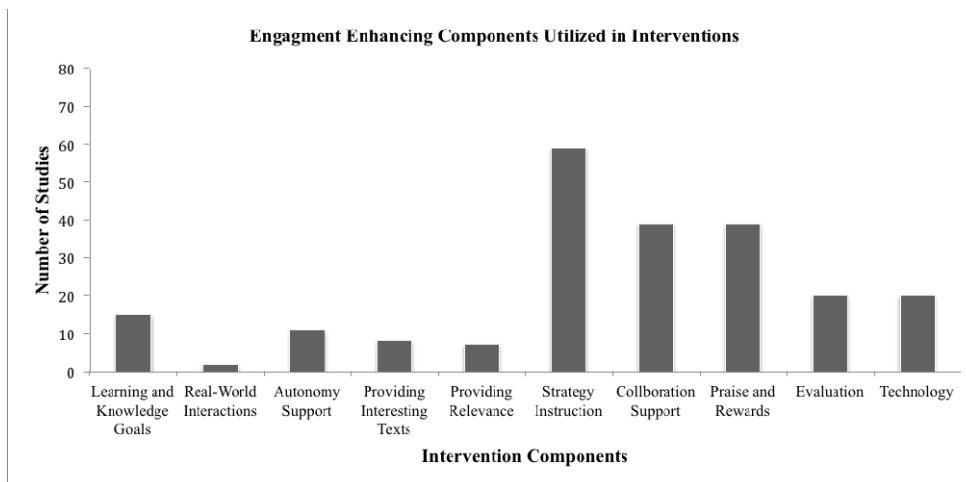 Engagment Enhancing Components Utilized in Interventions
80
70
60
50
40
30
20
10
0
Number of Studies
Learning and
Knowledge
Goals
Real-World
Interactions
Autonomy
Support
Providing
Interesting
Texts
Providing
Relevance
Strategy
Instruction
Collboration
Support
Praise and
Rewards
Evaluation
Technology
Intervention Components